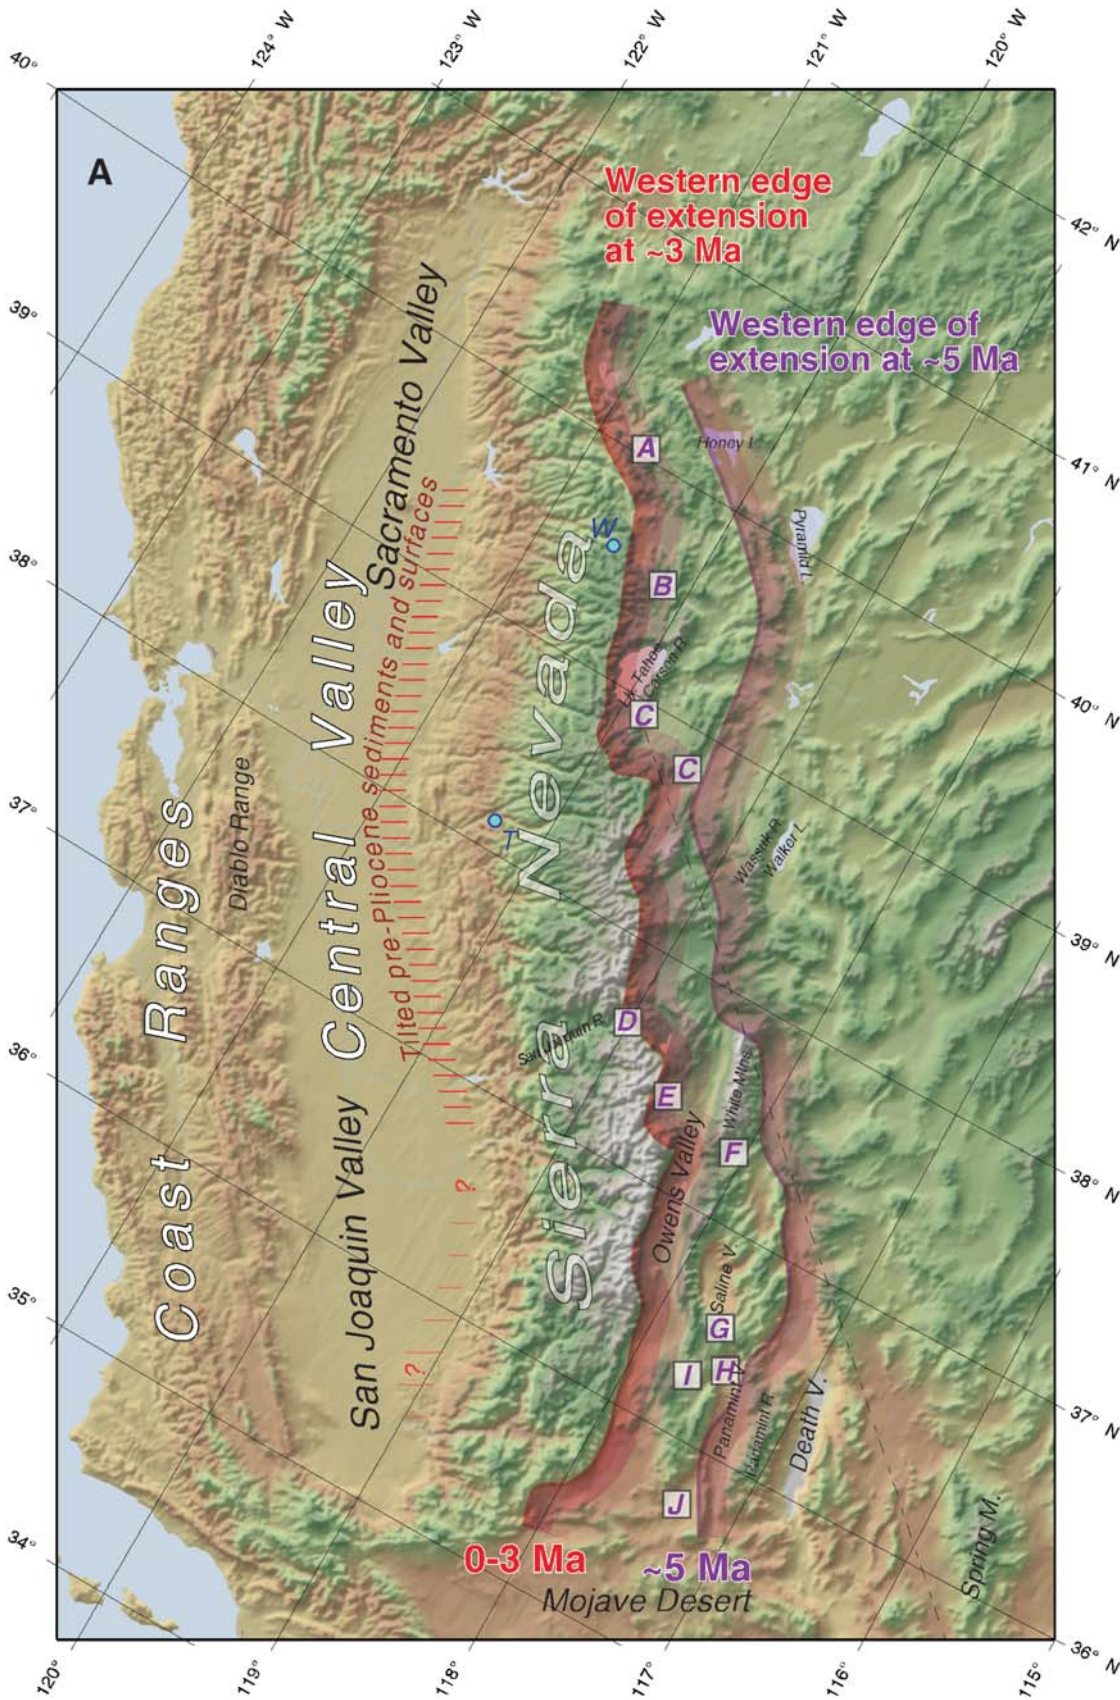 124° W
123° W
122° W
121° W
120° W
40°
39°
38°
37°
36°
35°
34°
42° N
41° N
40° N
39° N
38° N
37° N
36° N
120°
119°
118°
117°
116°
115°
A
Western edge
of extension
at ~3 Ma
Western edge of
extension at ~5 Ma
Sacramento Valley
Honey L.
A
W
Pyramid L.
B
Tilted pre-Pliocene sediments and surfaces
Central Valley
Sierra Nevada
Lk. Tahoe
Carson R.
C
C
Coast Ranges
Diablo Range
T
Wassuk R.
Walker L.
D
San Joaquin R.
E
White Mtns.
F
Owens Valley
San Joaquin Valley
?
Saline V.
G
?
I
H
Panamint V.
Panamint R.
Death V.
J
Spring M.
0-3 Ma
~5 Ma
Mojave Desert